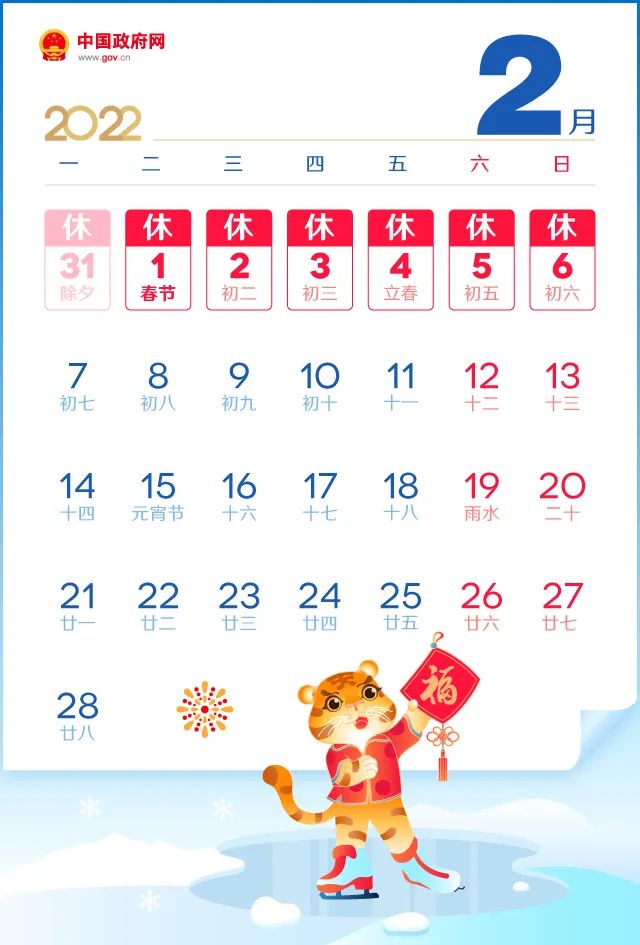 中国政府网
www.gov.cn
2月
2022
一 二 三 四 五 六 日
休 休 休 休 休 休 休
31 1 2 3 4 5 6
除夕 春节 初二 初三 立春 初五 初六
7 8 9 10 11 12 13
初七 初八 初九 初十 十一 十二 十三
14 15 16 17 18 19 20
十四 元宵节 十六 十七 十八 雨水 二十
21 22 23 24 25 26 27
廿一 廿二 廿三 廿四 廿五 廿六 廿七
28
廿八
福